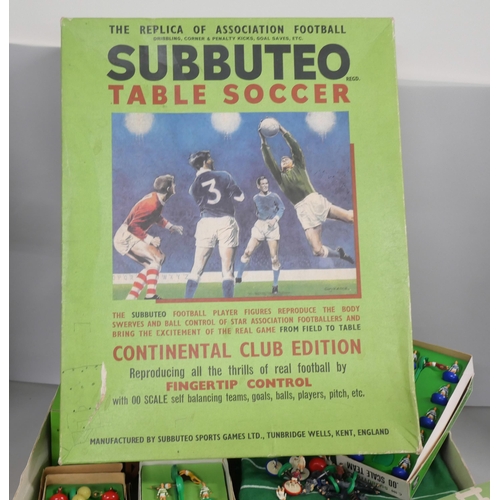 THE REPLICA OF ASSOCIATION FOOTBALL
DRIBBLING, CORNER & PENALTY KICKS, GOAL SAVES, ETC.
SUBBUTEO
REGD.
TABLE SOCCER
3
THE SUBBUTEO FOOTBALL PLAYER FIGURES REPRODUCE THE BODY
SWERVES AND BALL CONTROL OF STAR ASSOCIATION FOOTBALLERS AND
BRING THE EXCITEMENT OF THE REAL GAME FROM FIELD TO TABLE
CONTINENTAL CLUB EDITION
Reproducing all the thrills of real football by
FINGERTIP CONTROL
with 00 SCALE self balancing teams, goals, balls, players, pitch, etc.
MANUFACTURED BY SUBBUTEO SPORTS GAMES LTD., TUNBRIDGE WELLS, KENT, ENGLAND
00 SCALE TEAM